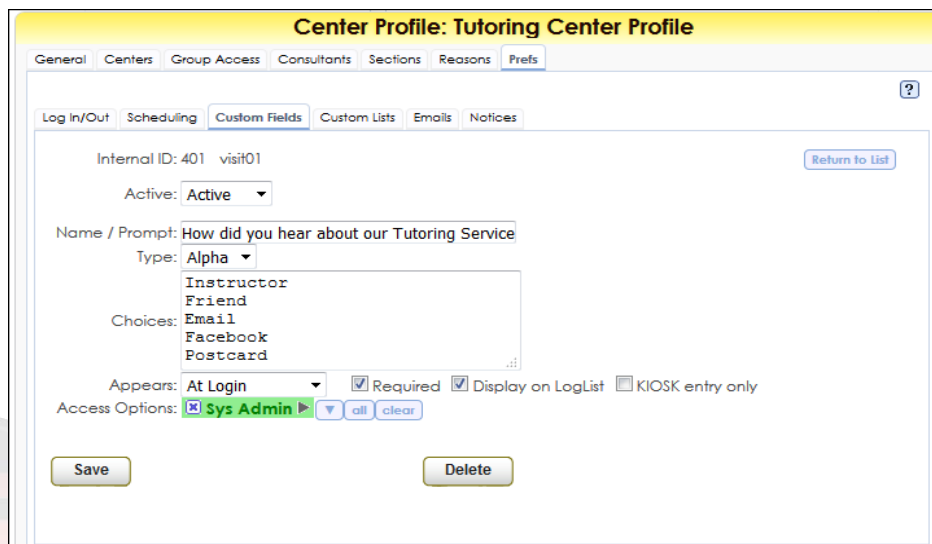 Center Profile: Tutoring Center Profile
General Centers Group Access Consultants Sections Reasons Prefs
?
Log In/Out Scheduling Custom Fields Custom Lists Emails Notices
Internal ID: 401 visit01 Return to List
Active: Active
Name / Prompt: How did you hear about our Tutoring Service
Type: Alpha
Choices:
Instructor
Friend
Email
Facebook
Postcard
Appears: At Login Required Display on LogList KIOSK entry only
Access Options: Sys Admin all clear
Save Delete